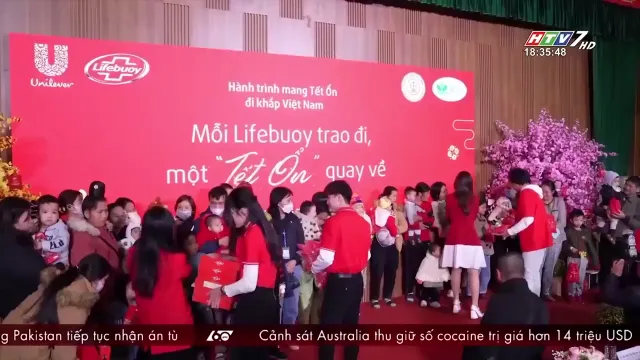 HTV7 HD
18:35:48
Unilever
Lifebuoy
Hành trình mang Tết Ổn
đi khắp Việt Nam
Mỗi Lifebuoy trao đi,
một "Tết Ổn" quay về
g Pakistan tiếp tục nhận án tù
60
Cảnh sát Australia thu giữ số cocaine trị giá hơn 14 triệu USD